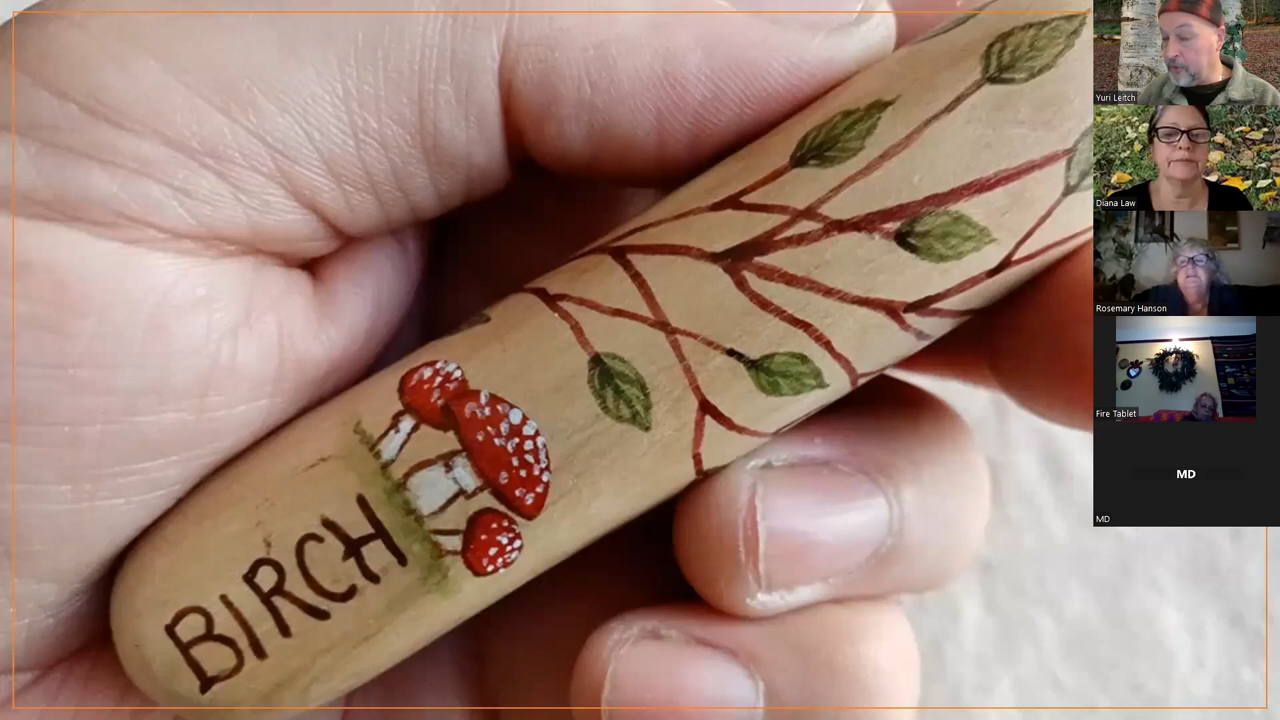 BIRCH
Yuri Leitch
Diana Law
Rosemary Hanson
Fire Tablet
MD
MD